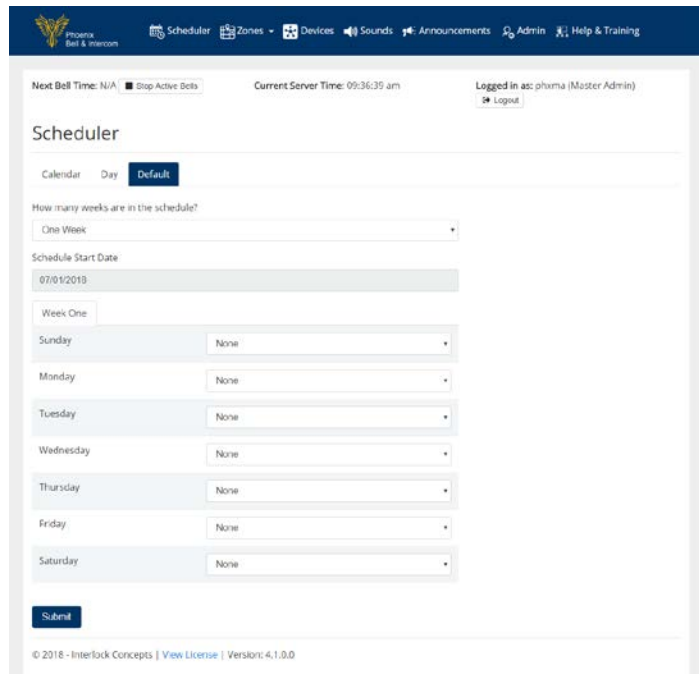 Phoenix
Bell & Intercom
Scheduler Zones Devices Sounds Announcements Admin Help & Training
Next Bell Time: N/A Stop Active Bells Current Server Time: 09:36:39 am Logged in as: phxma (Master Admin)
Logout
Scheduler
Calendar Day Default
How many weeks are in the schedule?
One Week
Schedule Start Date
07/01/2018
Week One
Sunday None
Monday None
Tuesday None
Wednesday None
Thursday None
Friday None
Saturday None
Submit
© 2018 - Interlock Concepts | View License | Version: 4.1.0.0